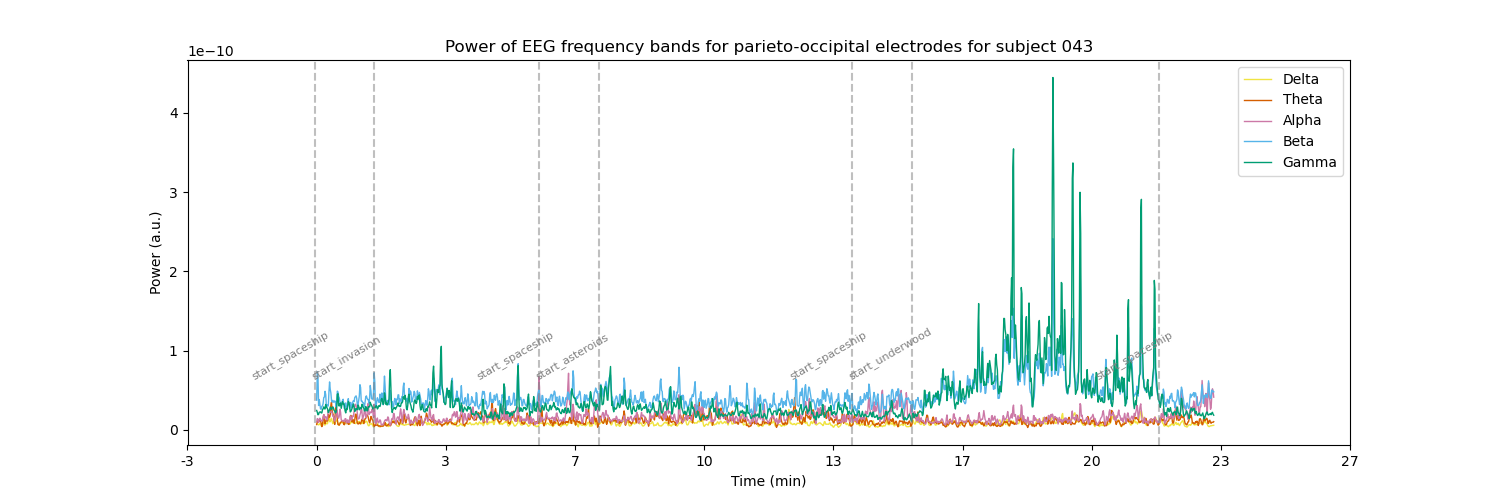 Power of EEG frequency bands for parieto-occipital electrodes for subject 043
1e−10
Delta
Theta
Alpha
Beta
Gamma
4
3
2
1
0
Power (a.u.)
start_spaceship
start_invasion
start_spaceship
start_asteroids
start_spaceship
start_underwood
start_spaceship
-3 0 3 7 10 13 17 20 23 27
Time (min)